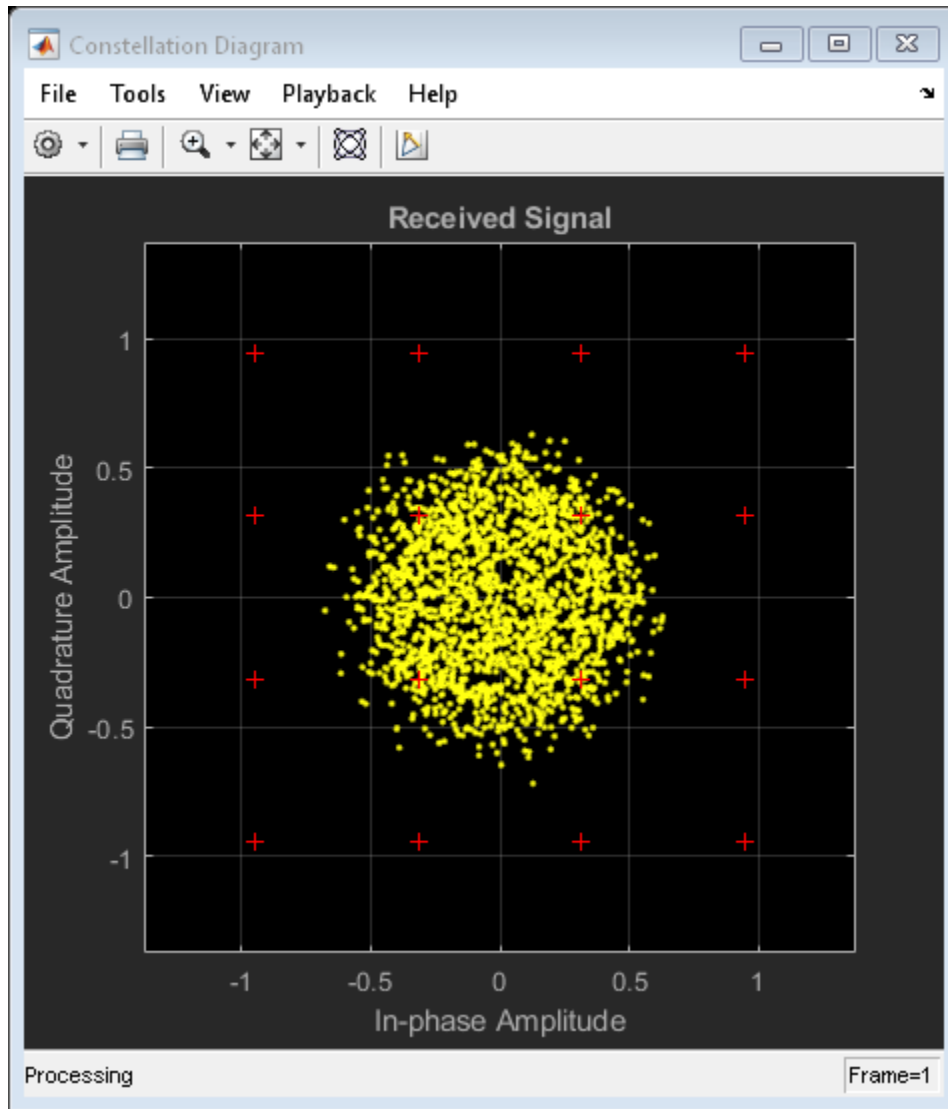 Constellation Diagram
File Tools View Playback Help
Received Signal
1
0.5
0
-0.5
-1
Quadrature Amplitude
-1 -0.5 0 0.5 1
In-phase Amplitude
Processing
Frame=1